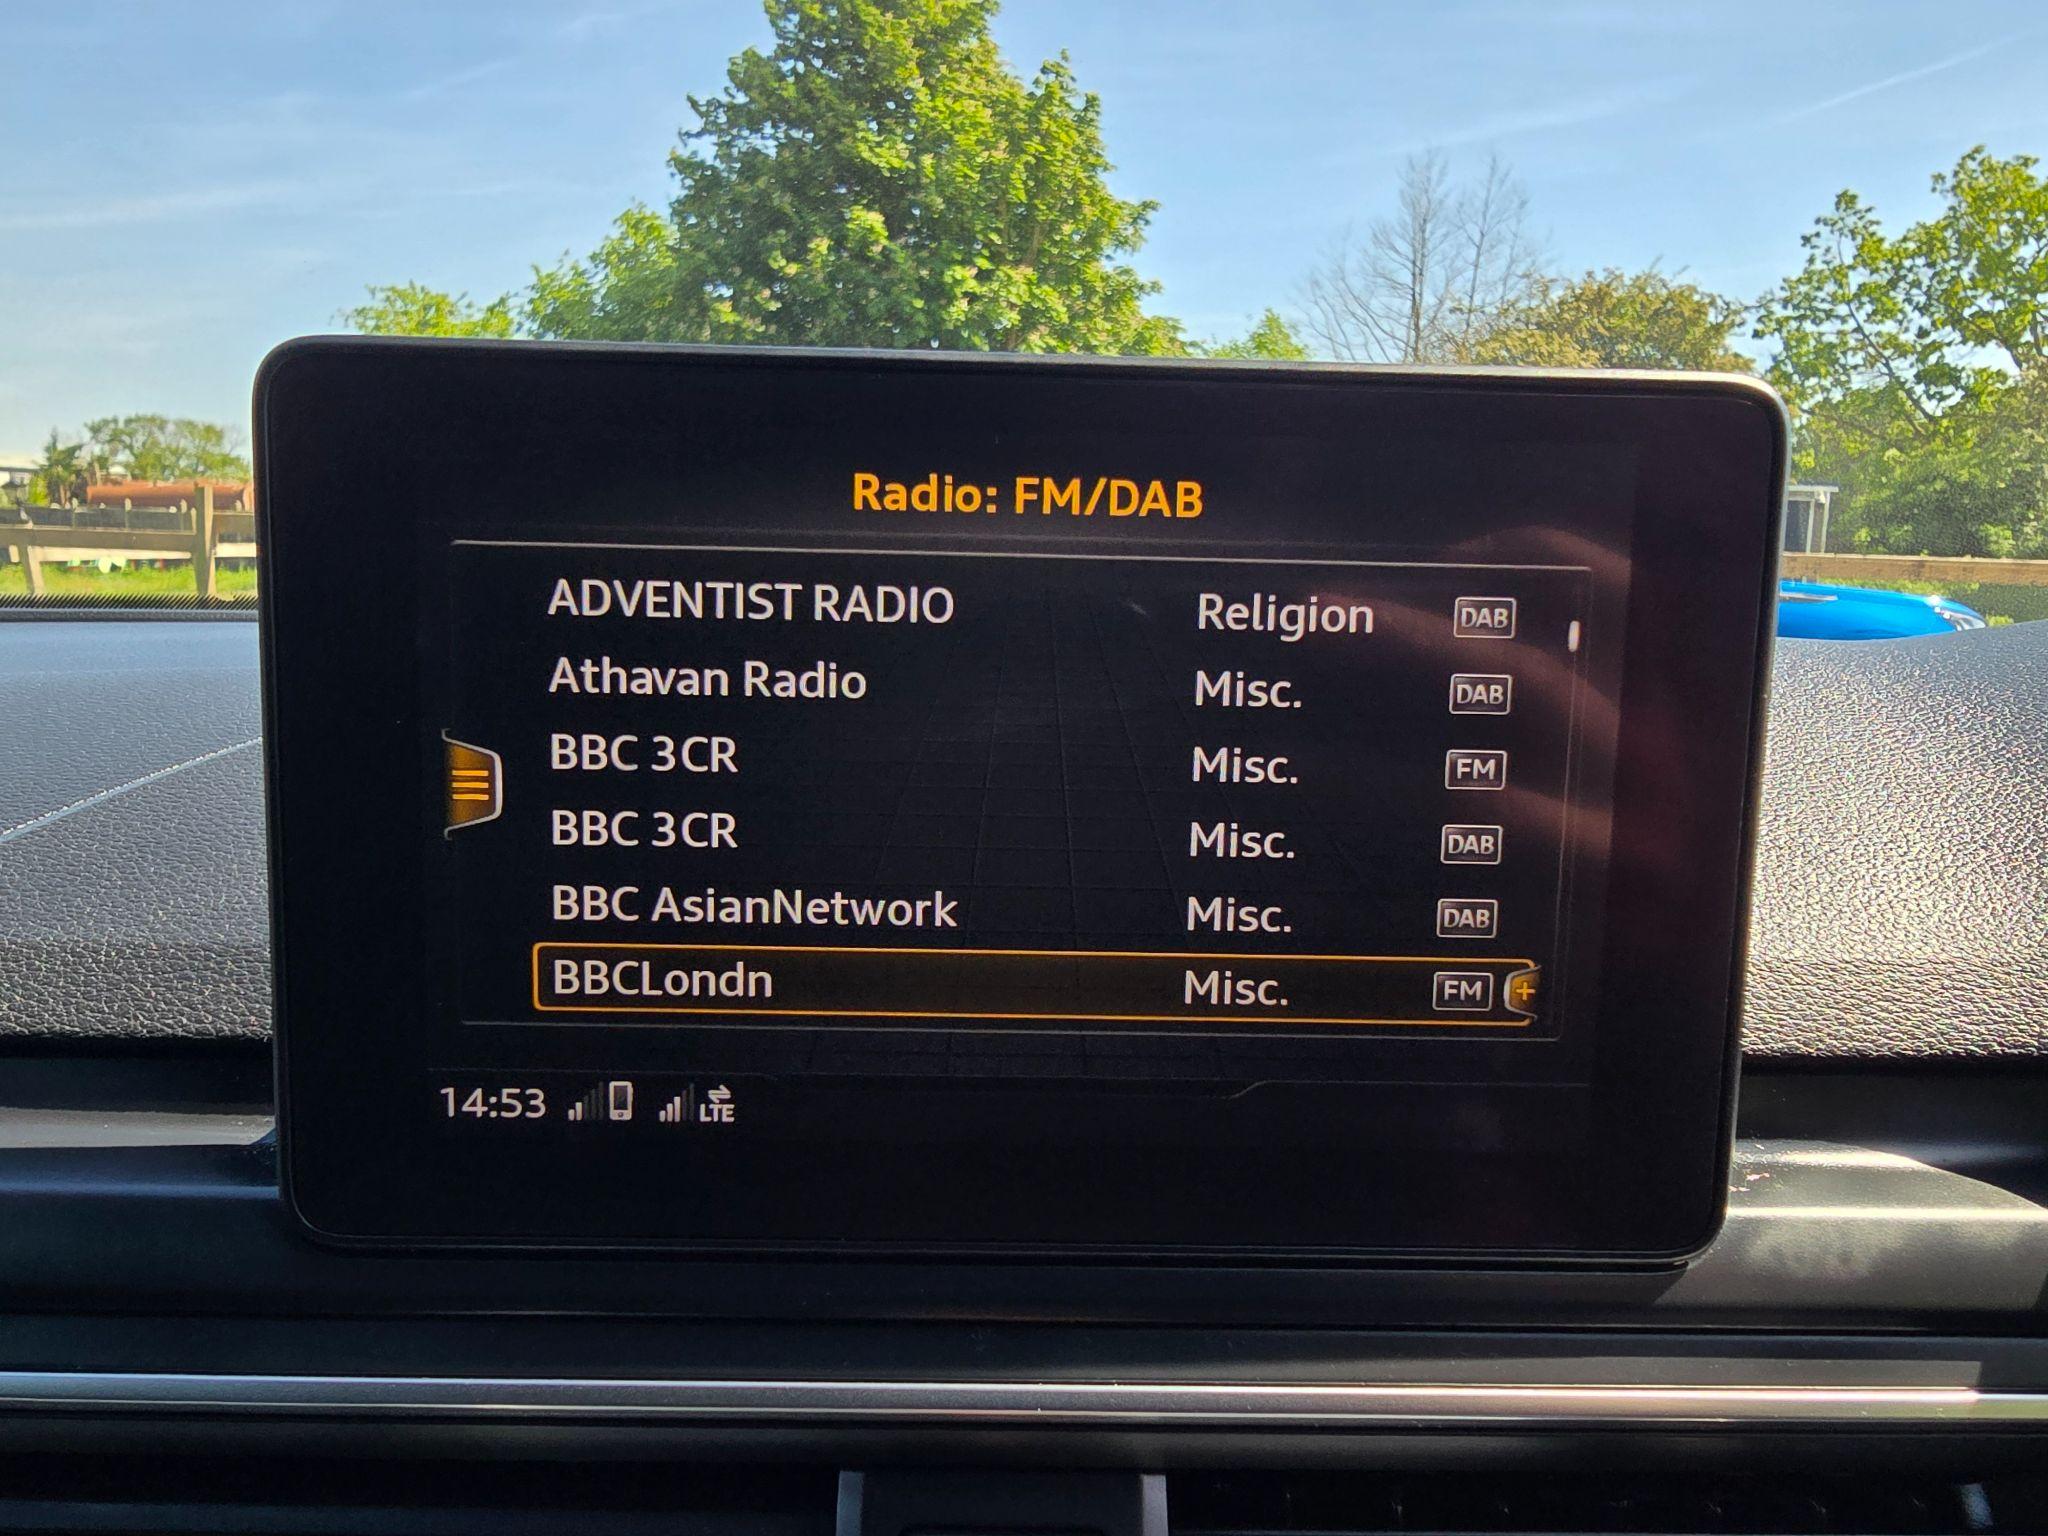 Radio: FM/DAB
ADVENTIST RADIO Religion DAB
Athavan Radio Misc. DAB
BBC 3CR Misc. FM
BBC 3CR Misc. DAB
BBC AsianNetwork Misc. DAB
BBCLondn Misc. FM +
14:53 LTE